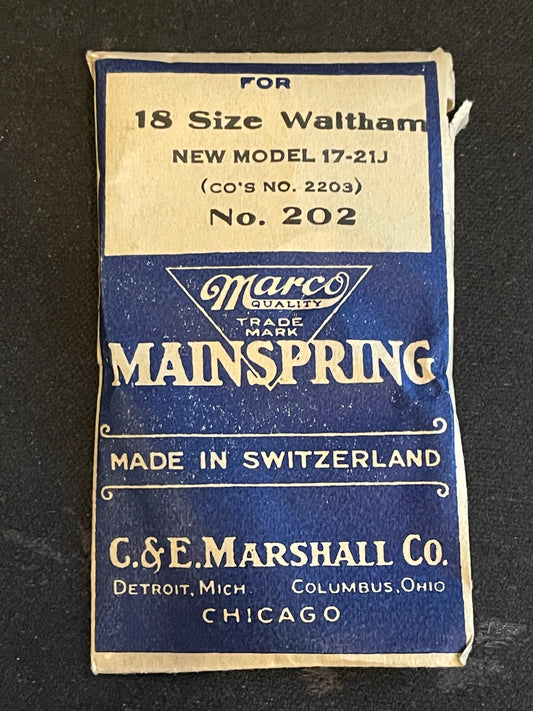 FOR
18 Size Waltham
NEW MODEL 17-21J
(CO'S NO. 2203)
No. 202
Marco
QUALITY
TRADE
MARK
MAINSPRING
MADE IN SWITZERLAND
C.&E. MARSHALL CO.
DETROIT, MICH. COLUMBUS, OHIO
CHICAGO